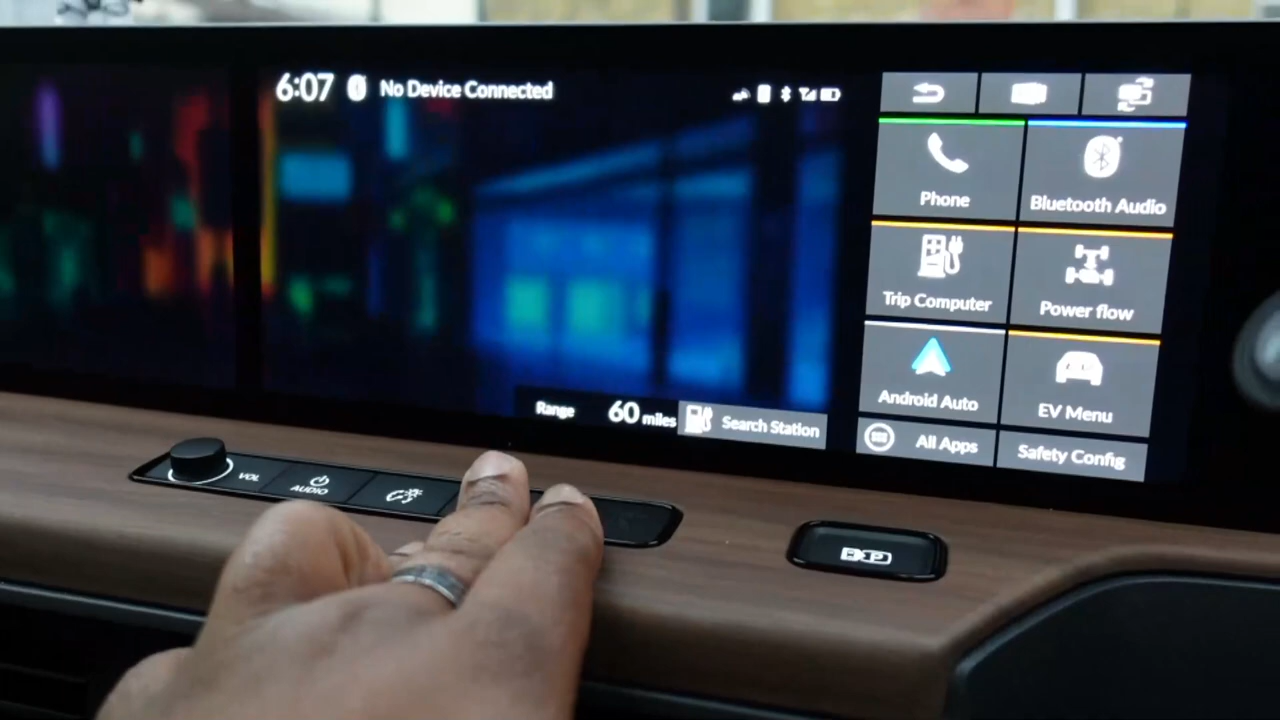 6:07 No Device Connected
Phone
Bluetooth Audio
Trip Computer
Power flow
Android Auto
EV Menu
Range 60 miles Search Station
All Apps
Safety Config
VOL
AUDIO
P